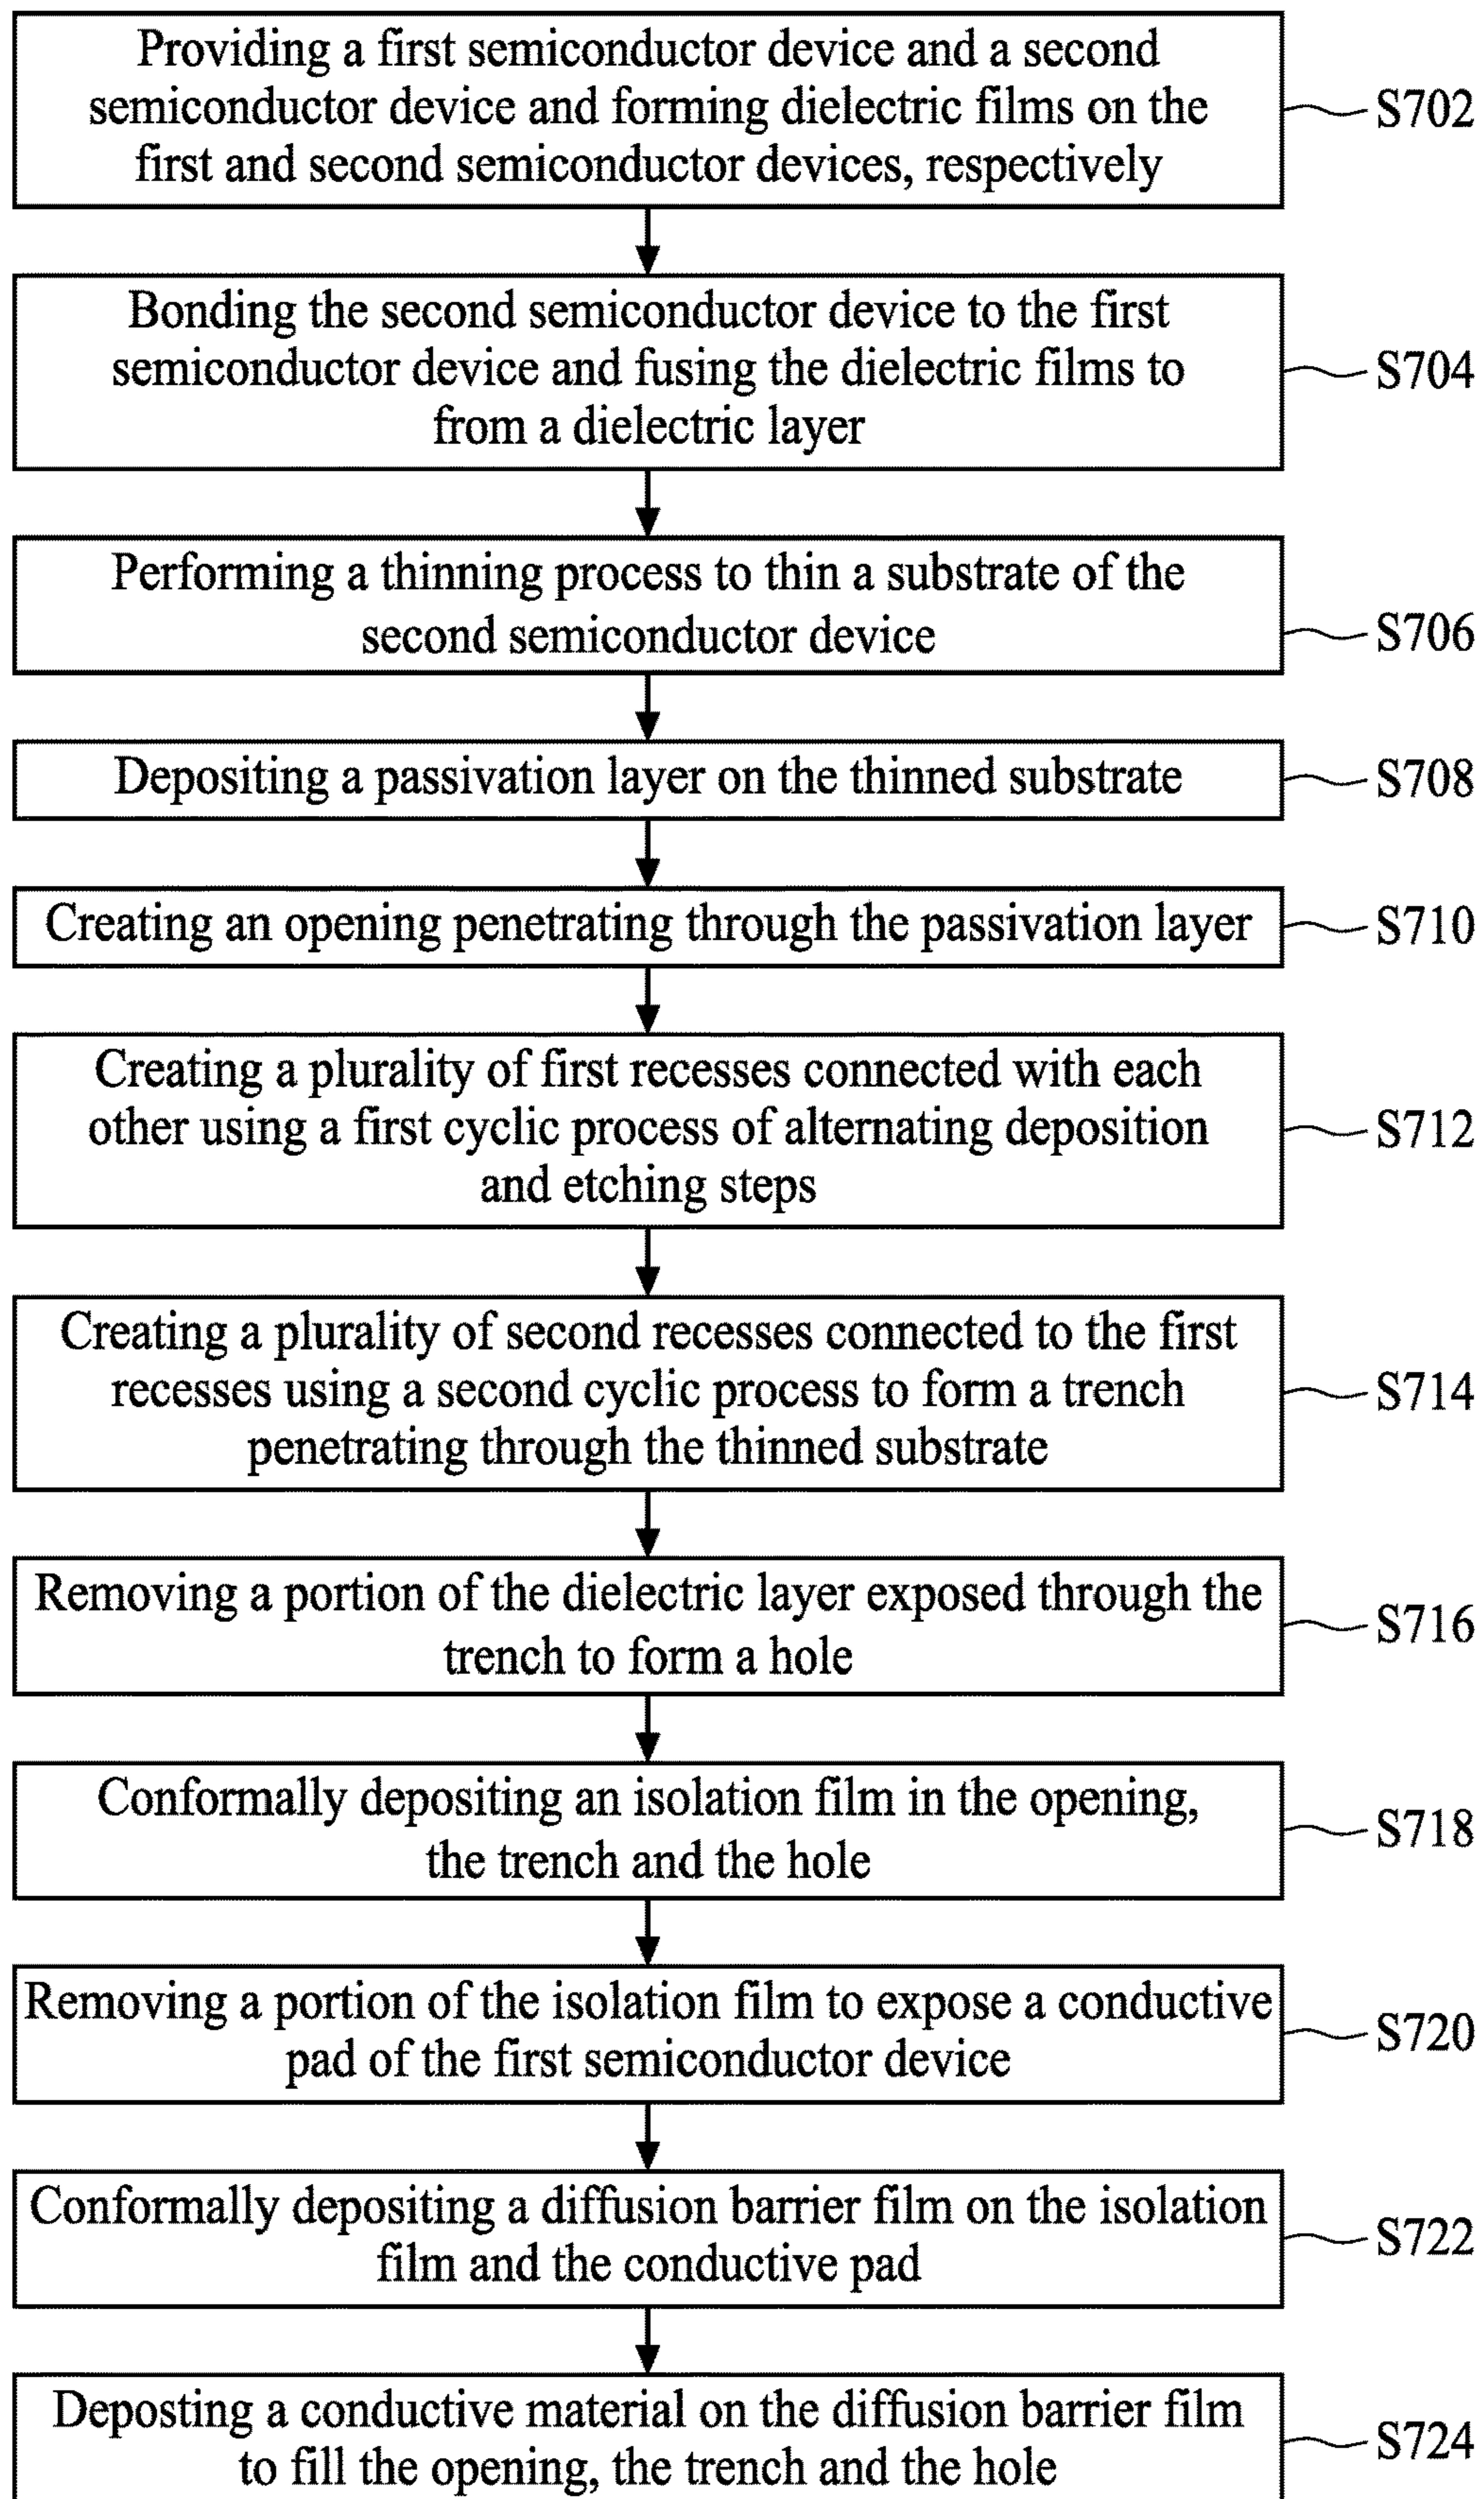 Providing a first semiconductor device and a second
semiconductor device and forming dielectric films on the
first and second semiconductor devices, respectively
S702
Bonding the second semiconductor device to the first
semiconductor device and fusing the dielectric films to
from a dielectric layer
S704
Performing a thinning process to thin a substrate of the
second semiconductor device
S706
Depositing a passivation layer on the thinned substrate
S708
Creating an opening penetrating through the passivation layer
S710
Creating a plurality of first recesses connected with each
other using a first cyclic process of alternating deposition
and etching steps
S712
Creating a plurality of second recesses connected to the first
recesses using a second cyclic process to form a trench
penetrating through the thinned substrate
S714
Removing a portion of the dielectric layer exposed through the
trench to form a hole
S716
Conformally depositing an isolation film in the opening,
the trench and the hole
S718
Removing a portion of the isolation film to expose a conductive
pad of the first semiconductor device
S720
Conformally depositing a diffusion barrier film on the isolation
film and the conductive pad
S722
Deposting a conductive material on the diffusion barrier film
to fill the opening, the trench and the hole
S724